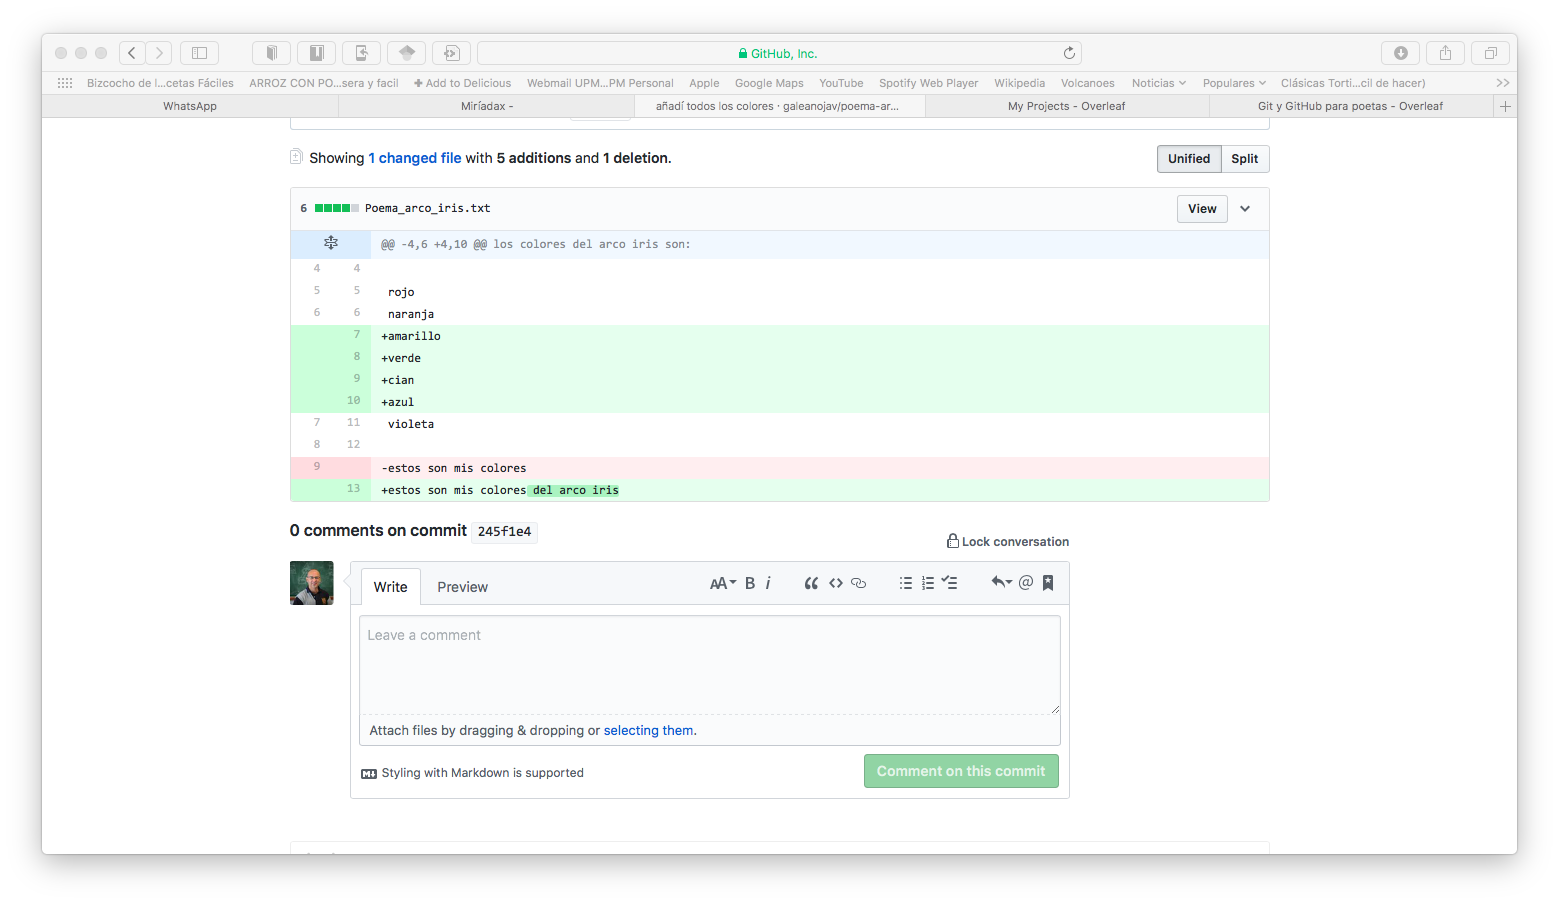 GitHub, Inc.
Bizcocho de l...cetas Fáciles ARROZ CON PO...sera y facil + Add to Delicious Webmail UPM...PM Personal Apple Google Maps YouTube Spotify Web Player Wikipedia Volcanoes Noticias Populares Clásicas Torti...cil de hacer) >>
WhatsApp Miríadax - añadí todos los colores · galeanojav/poema-ar... My Projects - Overleaf Git y GitHub para poetas - Overleaf +
Showing 1 changed file with 5 additions and 1 deletion. Unified Split
6 Poema_arco_iris.txt View
@@ -4,6 +4,10 @@ los colores del arco iris son:
4 4
5 5 rojo
6 6 naranja
7 +amarillo
8 +verde
9 +cian
10 +azul
7 11 violeta
8 12
9 -estos son mis colores
13 +estos son mis colores del arco iris
0 comments on commit 245f1e4 Lock conversation
Write Preview AA B i “ <> @
Leave a comment
Attach files by dragging & dropping or selecting them.
M↓ Styling with Markdown is supported Comment on this commit